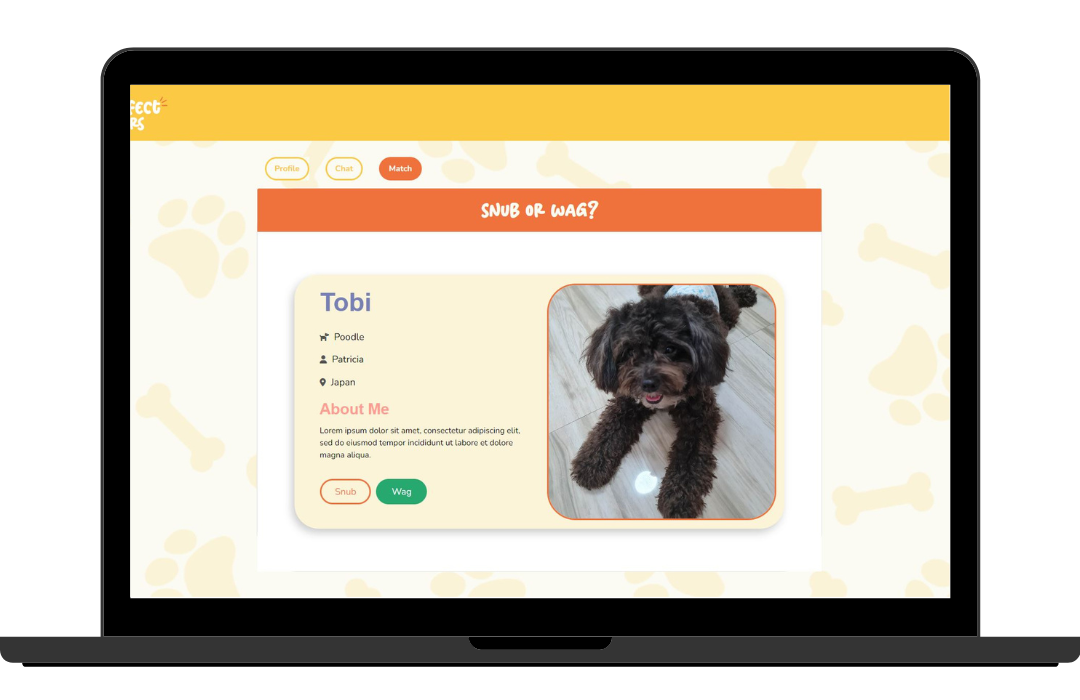 FECT
RS
Profile
Chat
Match
SNUB OR WAG?
Tobi
Poodle
Patricia
Japan
About Me
Lorem ipsum dolor sit amet, consectetur adipiscing elit,
sed do eiusmod tempor incididunt ut labore et dolore
magna aliqua.
Snub
Wag